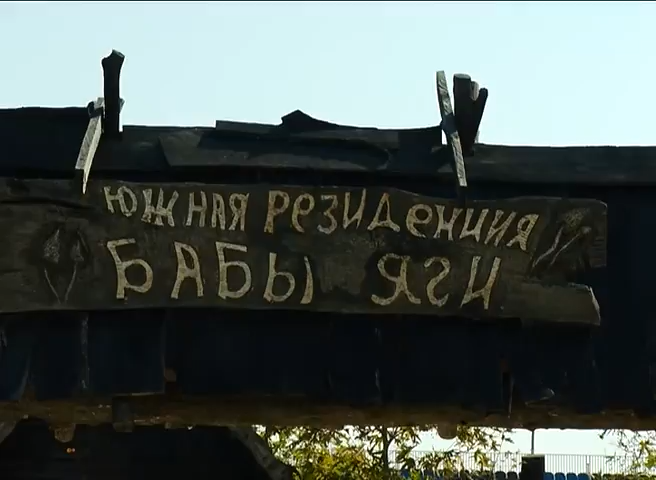 Южная резиденция
Бабы Яги